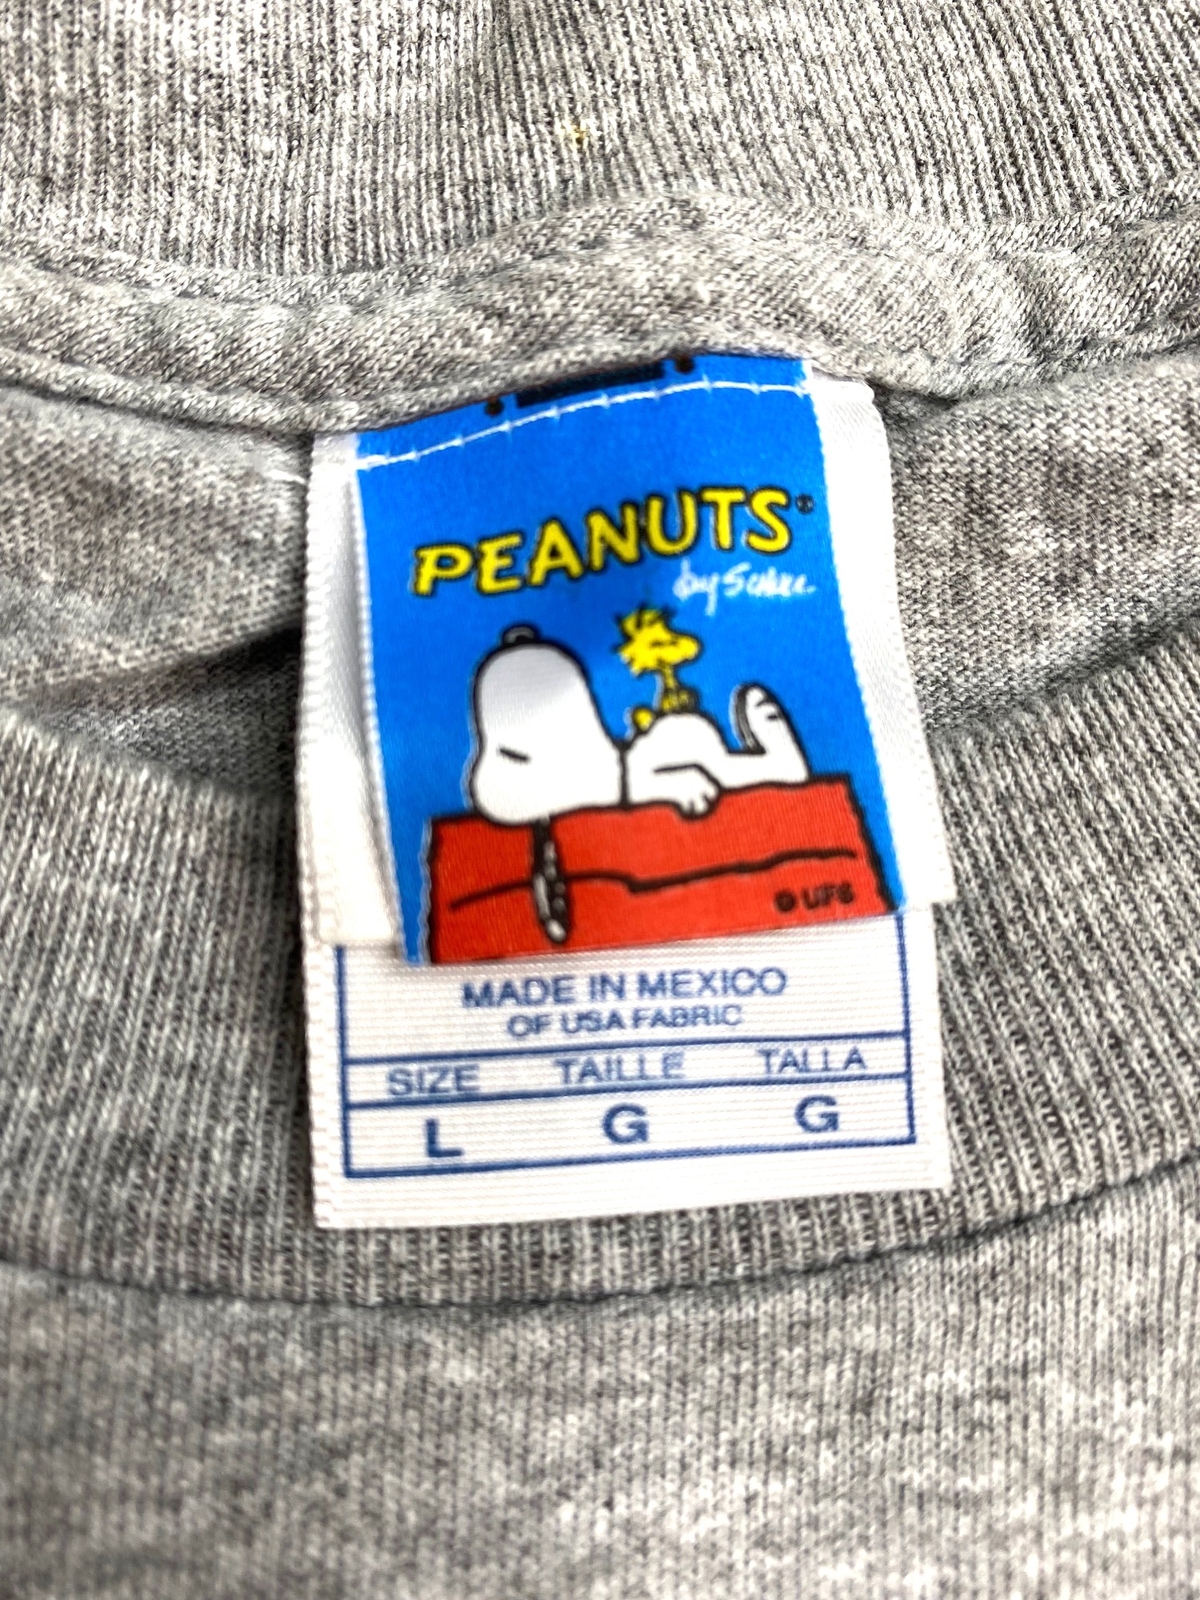 PEANUTS®
by Schulz
© UFS
MADE IN MEXICO
OF USA FABRIC
SIZE TAILLE TALLA
L G G